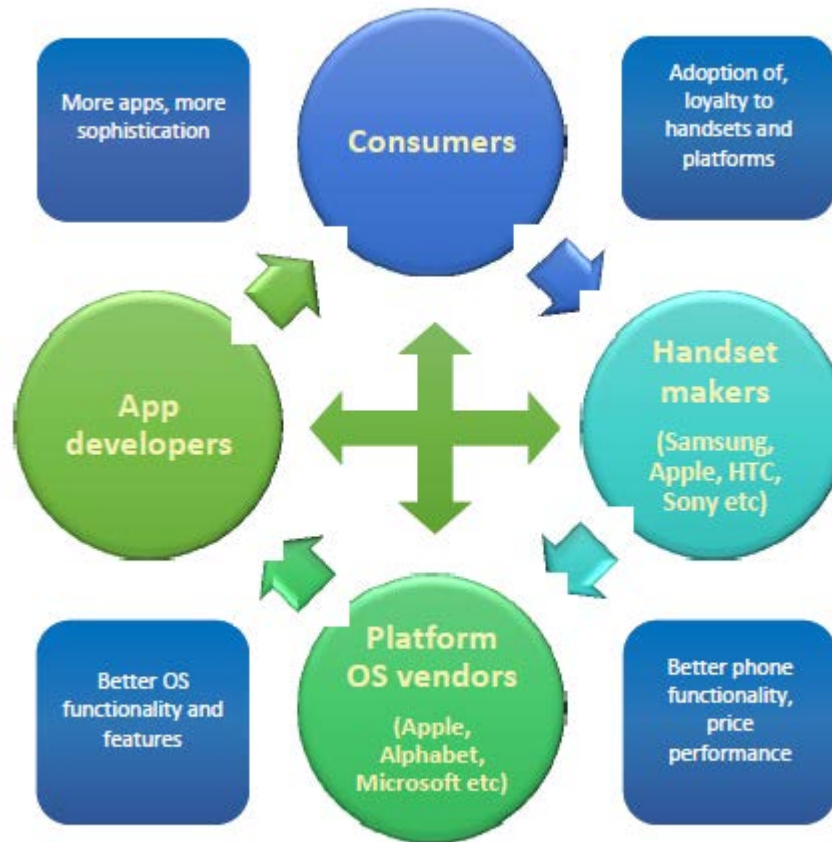 More apps, more
sophistication
Consumers
Adoption of,
loyalty to
handsets and
platforms
App
developers
Handset
makers
(Samsung,
Apple, HTC,
Sony etc)
Better OS
functionality and
features
Platform
OS vendors
(Apple,
Alphabet,
Microsoft etc)
Better phone
functionality,
price
performance